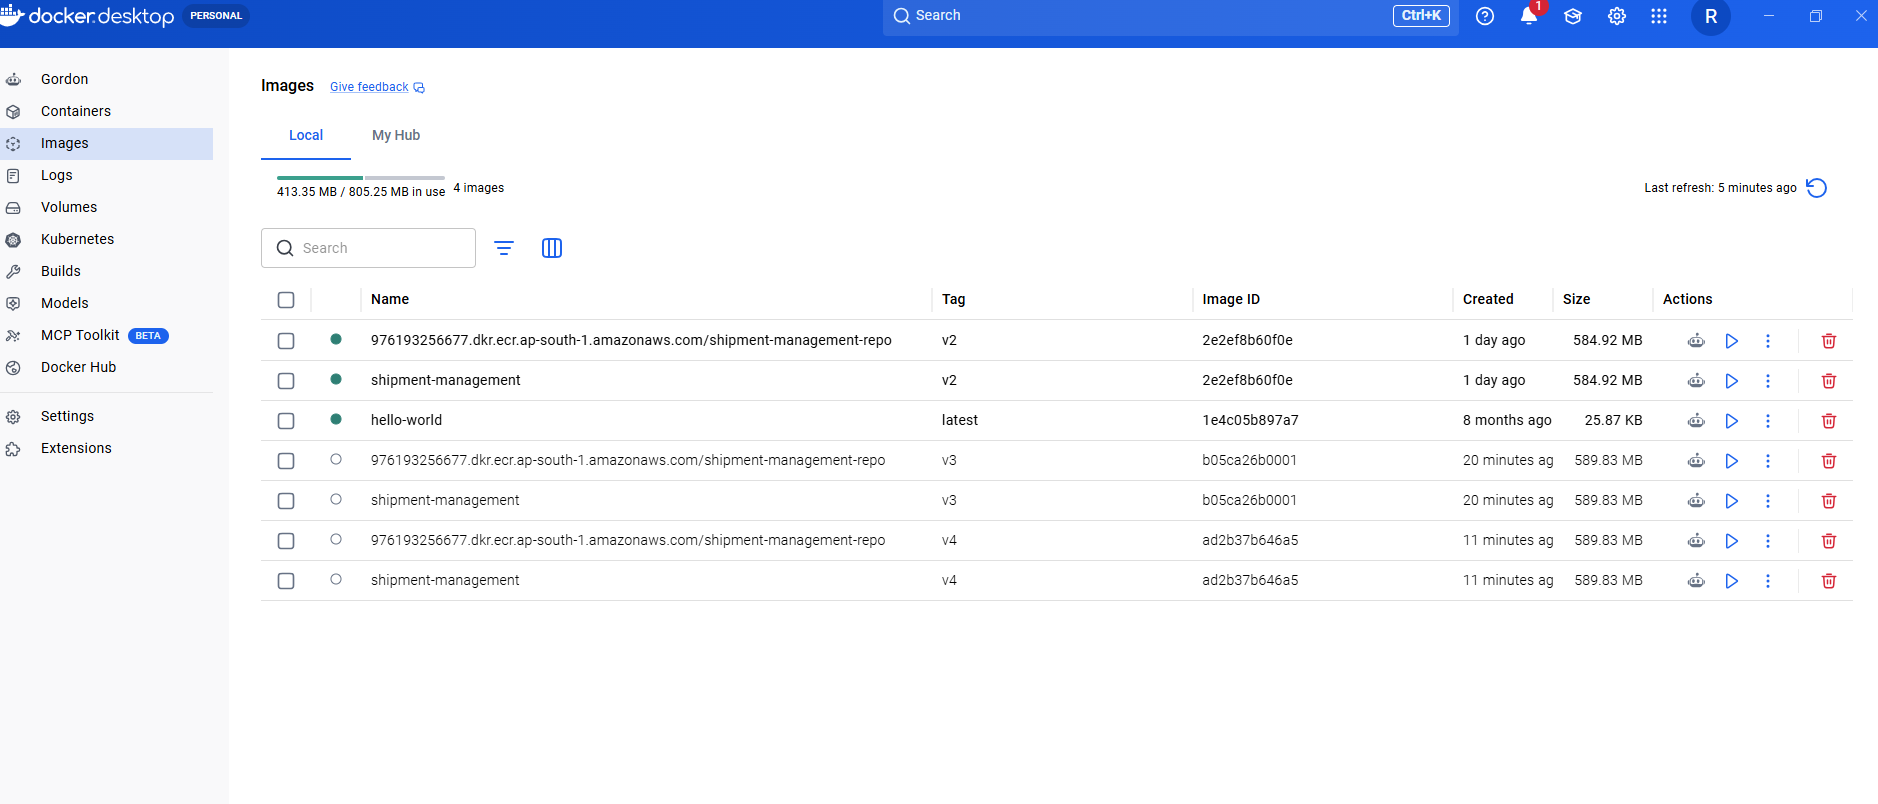 docker.desktop PERSONAL Search Ctrl+K 1 R
Gordon
Containers
Images
Logs
Volumes
Kubernetes
Builds
Models
MCP Toolkit BETA
Docker Hub
Settings
Extensions
Images Give feedback
Local My Hub
413.35 MB / 805.25 MB in use 4 images Last refresh: 5 minutes ago
Search
Name Tag Image ID Created Size Actions
976193256677.dkr.ecr.ap-south-1.amazonaws.com/shipment-management-repo v2 2e2ef8b60f0e 1 day ago 584.92 MB
shipment-management v2 2e2ef8b60f0e 1 day ago 584.92 MB
hello-world latest 1e4c05b897a7 8 months ago 25.87 KB
976193256677.dkr.ecr.ap-south-1.amazonaws.com/shipment-management-repo v3 b05ca26b0001 20 minutes ag 589.83 MB
shipment-management v3 b05ca26b0001 20 minutes ag 589.83 MB
976193256677.dkr.ecr.ap-south-1.amazonaws.com/shipment-management-repo v4 ad2b37b646a5 11 minutes ag 589.83 MB
shipment-management v4 ad2b37b646a5 11 minutes ag 589.83 MB